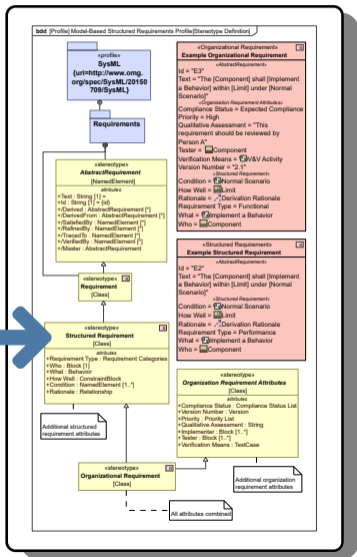 bdd [Profile] Model-Based Structured Requirements Profile[Stereotype Definition]
«profile»
SysML
{uri=http://www.omg.
org/spec/SysML/20150
709/SysML}
Requirements
«stereotype»
AbstractRequirement
[NamedElement]
attributes
+Text : String [1] =
+Id : String [1] = {id}
+/Derived : AbstractRequirement [*]
+/DerivedFrom : AbstractRequirement [*]
+/SatisfiedBy : NamedElement [*]
+/RefinedBy : NamedElement [*]
+/TracedTo : NamedElement [*]
+/VerifiedBy : NamedElement [*]
+/Master : AbstractRequirement
«stereotype»
Requirement
[Class]
«stereotype»
Structured Requirement
[Class]
attributes
+Requirement Type : Requirement Categories
+Who : Block [1]
+What : Behavior
+How Well : ConstraintBlock
+Condition : NamedElement [1..*]
+Rationale : Relationship
Additional structured
requirement attributes
«stereotype»
Organizational Requirement
[Class]
All attributes combined
«Organizational Requirement»
Example Organizational Requirement
«AbstractRequirement»
Id = "E3"
Text = "The [Component] shall [Implement
a Behavior] within [Limit] under [Normal
Scenario]"
«Organization Requirement Attributes»
Compliance Status = Expected Compliance
Priority = High
Qualitative Assessment = "This
requirement should be reviewed by
Person A"
Tester = Component
Verification Means = V&V Activity
Version Number = "2.1"
«Structured Requirement»
Condition = Normal Scenario
How Well = Limit
Rationale = Derivation Rationale
Requirement Type = Functional
What = Implement a Behavior
Who = Component
«Structured Requirement»
Example Structured Requirement
«AbstractRequirement»
Id = "E2"
Text = "The [Component] shall [Implement
a Behavior] within [Limit] under [Normal
Scenario]"
«Structured Requirement»
Condition = Normal Scenario
How Well = Limit
Rationale = Derivation Rationale
Requirement Type = Performance
What = Implement a Behavior
Who = Component
«stereotype»
Organization Requirement Attributes
[Class]
attributes
+Compliance Status : Compliance Status List
+Version Number : Version
+Priority : Priority List
+Qualitative Assessment : String
+Implementer : Block [1..*]
+Tester : Block [1..*]
+Verification Means : TestCase
Additional organization
requirement attributes